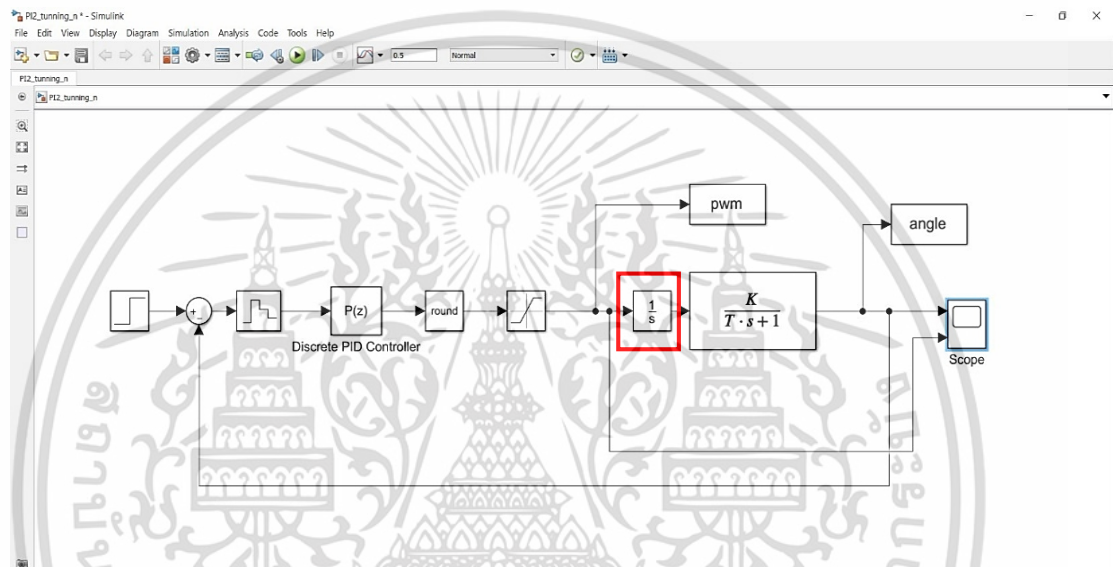 PI2_tunning_n * - Simulink
File Edit View Display Diagram Simulation Analysis Code Tools Help
0.5 Normal
PI2_tunning_n
PI2_tunning_n
pwm
angle
+
-
P(z)
round
1
s
K
T · s + 1
Discrete PID Controller
Scope